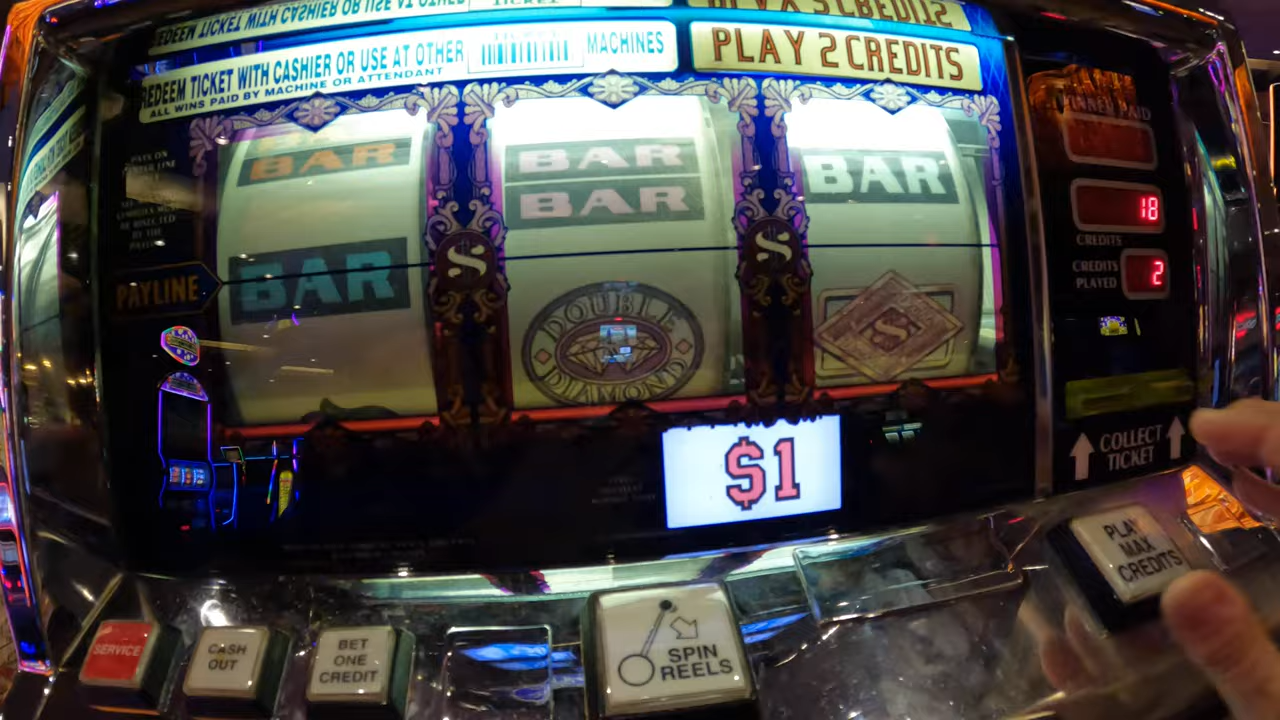 REDEEM TICKET WITH CASHIER OR USE AT OTHER MACHINES
ALL WINS PAID BY MACHINE OR ATTENDANT
PLAY 2 CREDITS
WINNER PAID
BAR
BAR
BAR
BAR
BAR
18
CREDITS
CREDITS
PLAYED
2
PAYLINE
$
$
DOUBLE
DIAMOND
$
$1
COLLECT
TICKET
PLAY
MAX
CREDITS
SERVICE
CASH
OUT
BET
ONE
CREDIT
SPIN
REELS